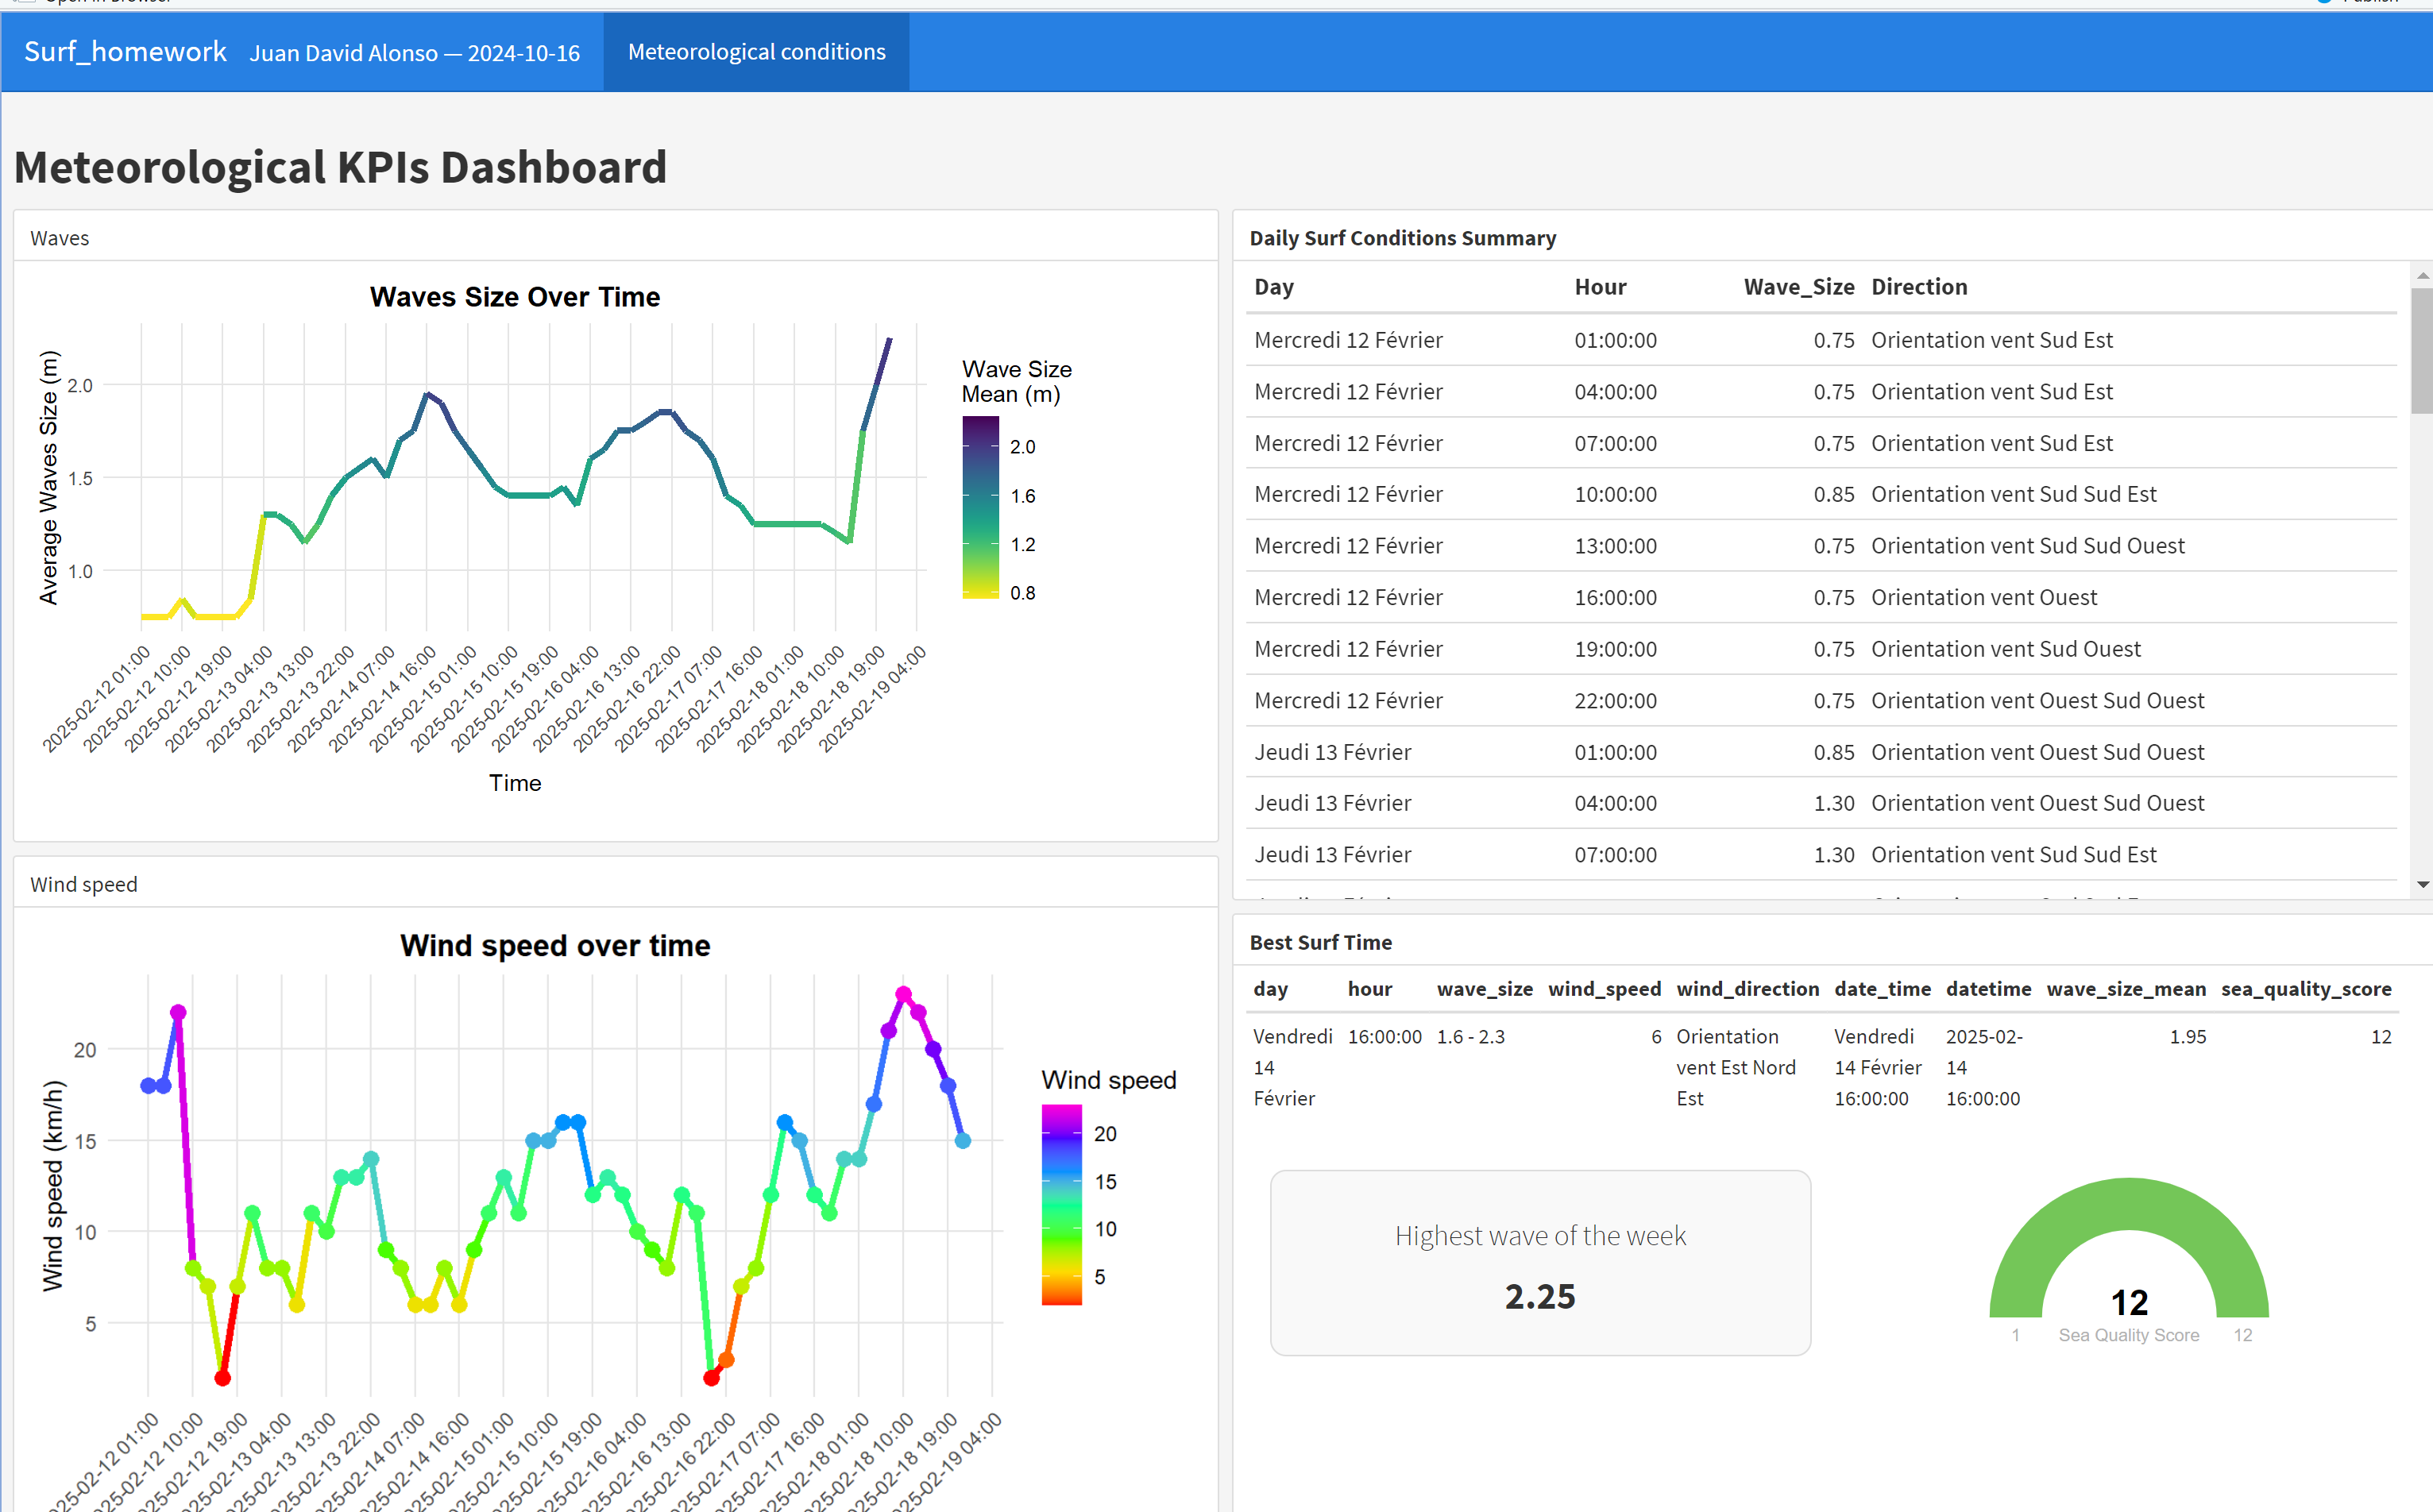 Surf_homework Juan David Alonso — 2024-10-16 Meteorological conditions
Meteorological KPIs Dashboard
Waves
Waves Size Over Time
Average Waves Size (m)
2.0
1.5
1.0
2025-02-12 01:00
2025-02-12 10:00
2025-02-12 19:00
2025-02-13 04:00
2025-02-13 13:00
2025-02-13 22:00
2025-02-14 07:00
2025-02-14 16:00
2025-02-15 01:00
2025-02-15 10:00
2025-02-15 19:00
2025-02-16 04:00
2025-02-16 13:00
2025-02-16 22:00
2025-02-17 07:00
2025-02-17 16:00
2025-02-18 01:00
2025-02-18 10:00
2025-02-18 19:00
2025-02-19 04:00
Time
Wave Size
Mean (m)
2.0
1.6
1.2
0.8
Wind speed
Wind speed over time
Wind speed (km/h)
20
15
10
5
025-02-12 01:00
2025-02-12 10:00
2025-02-12 19:00
2025-02-13 04:00
2025-02-13 13:00
2025-02-13 22:00
2025-02-14 07:00
2025-02-14 16:00
2025-02-15 01:00
2025-02-15 10:00
2025-02-15 19:00
2025-02-16 04:00
2025-02-16 13:00
2025-02-16 22:00
2025-02-17 07:00
2025-02-17 16:00
2025-02-18 01:00
2025-02-18 10:00
2025-02-18 19:00
2025-02-19 04:00
Wind speed
20
15
10
5
Daily Surf Conditions Summary
Day Hour Wave_Size Direction
Mercredi 12 Février 01:00:00 0.75 Orientation vent Sud Est
Mercredi 12 Février 04:00:00 0.75 Orientation vent Sud Est
Mercredi 12 Février 07:00:00 0.75 Orientation vent Sud Est
Mercredi 12 Février 10:00:00 0.85 Orientation vent Sud Sud Est
Mercredi 12 Février 13:00:00 0.75 Orientation vent Sud Sud Ouest
Mercredi 12 Février 16:00:00 0.75 Orientation vent Ouest
Mercredi 12 Février 19:00:00 0.75 Orientation vent Sud Ouest
Mercredi 12 Février 22:00:00 0.75 Orientation vent Ouest Sud Ouest
Jeudi 13 Février 01:00:00 0.85 Orientation vent Ouest Sud Ouest
Jeudi 13 Février 04:00:00 1.30 Orientation vent Ouest Sud Ouest
Jeudi 13 Février 07:00:00 1.30 Orientation vent Sud Sud Est
Best Surf Time
day hour wave_size wind_speed wind_direction date_time datetime wave_size_mean sea_quality_score
Vendredi 16:00:00 1.6 - 2.3 6 Orientation Vendredi 2025-02- 1.95 12
14 vent Est Nord 14 Février 14
Février Est 16:00:00 16:00:00
Highest wave of the week
2.25
12
1 Sea Quality Score 12